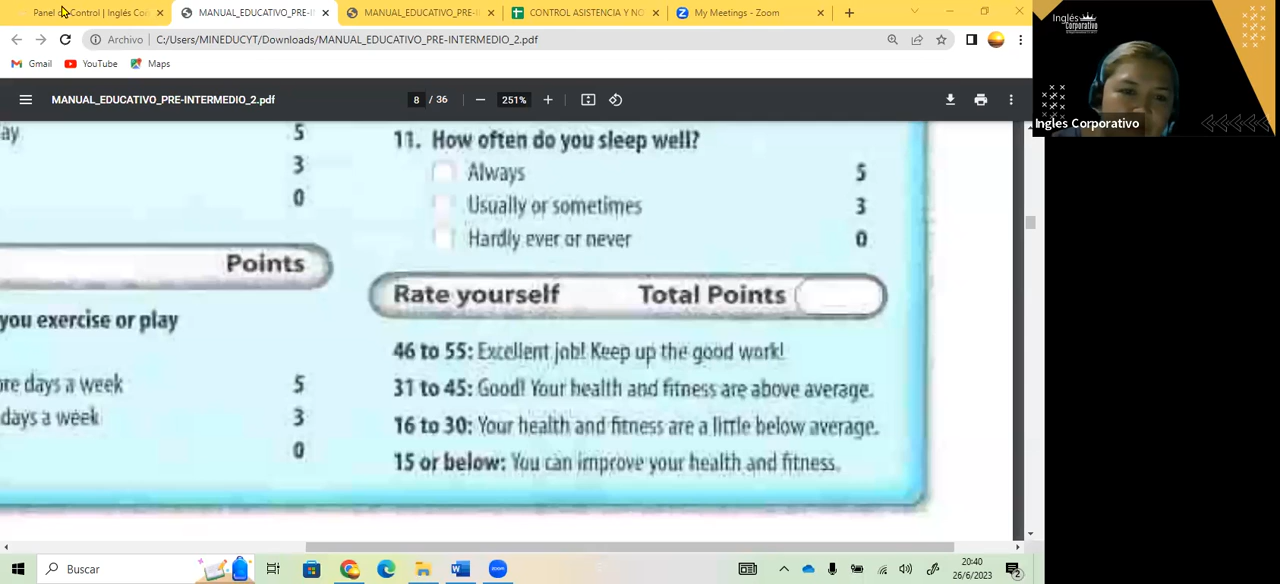 Panel de Control | Inglés Co
MANUAL_EDUCATIVO_PRE-I
MANUAL_EDUCATIVO_PRE-I
CONTROL ASISTENCIA Y NO
My Meetings - Zoom
Archivo
C:/Users/MINEDUCYT/Downloads/MANUAL_EDUCATIVO_PRE-INTERMEDIO_2.pdf
Gmail
YouTube
Maps
MANUAL_EDUCATIVO_PRE-INTERMEDIO_2.pdf
8 / 36
251%
Inglés
Corporativo
Ingles Corporativo
ay 5
3
0
Points
you exercise or play
ore days a week 5
days a week 3
0
11. How often do you sleep well?
Always 5
Usually or sometimes 3
Hardly ever or never 0
Rate yourself Total Points
46 to 55: Excellent job! Keep up the good work!
31 to 45: Good! Your health and fitness are above average.
16 to 30: Your health and fitness are a little below average.
15 or below: You can improve your health and fitness.
Buscar
20:40
26/6/2023
2